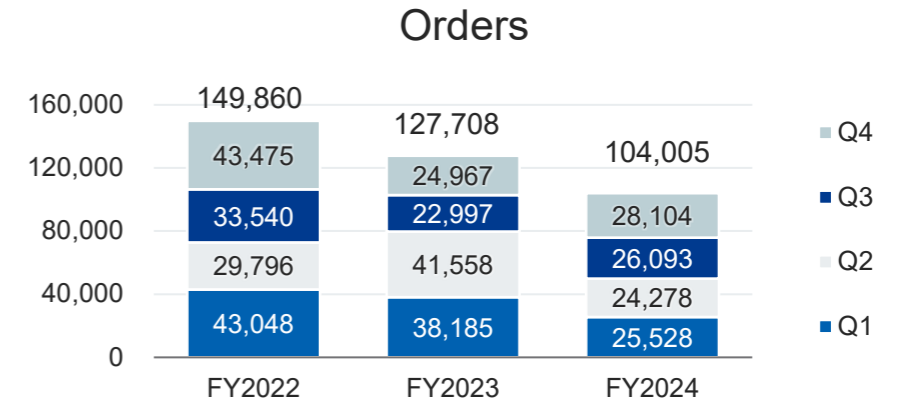 Orders
160,000
120,000
80,000
40,000
0
149,860
43,475
33,540
29,796
43,048
127,708
24,967
22,997
41,558
38,185
104,005
28,104
26,093
24,278
25,528
FY2022
FY2023
FY2024
Q4
Q3
Q2
Q1